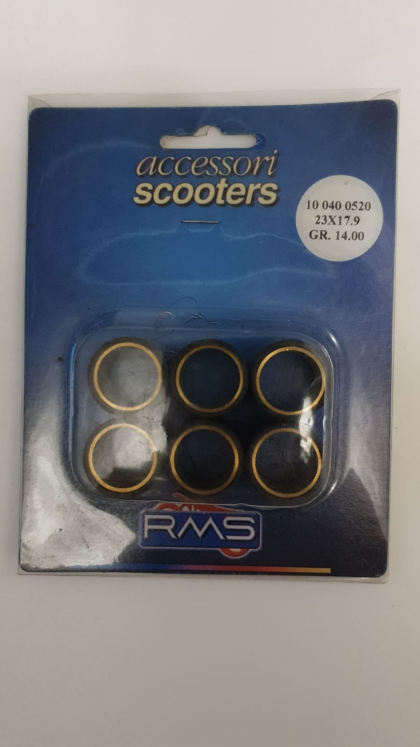 accessori
scooters
10 040 0520
23X17.9
GR. 14.00
RMS